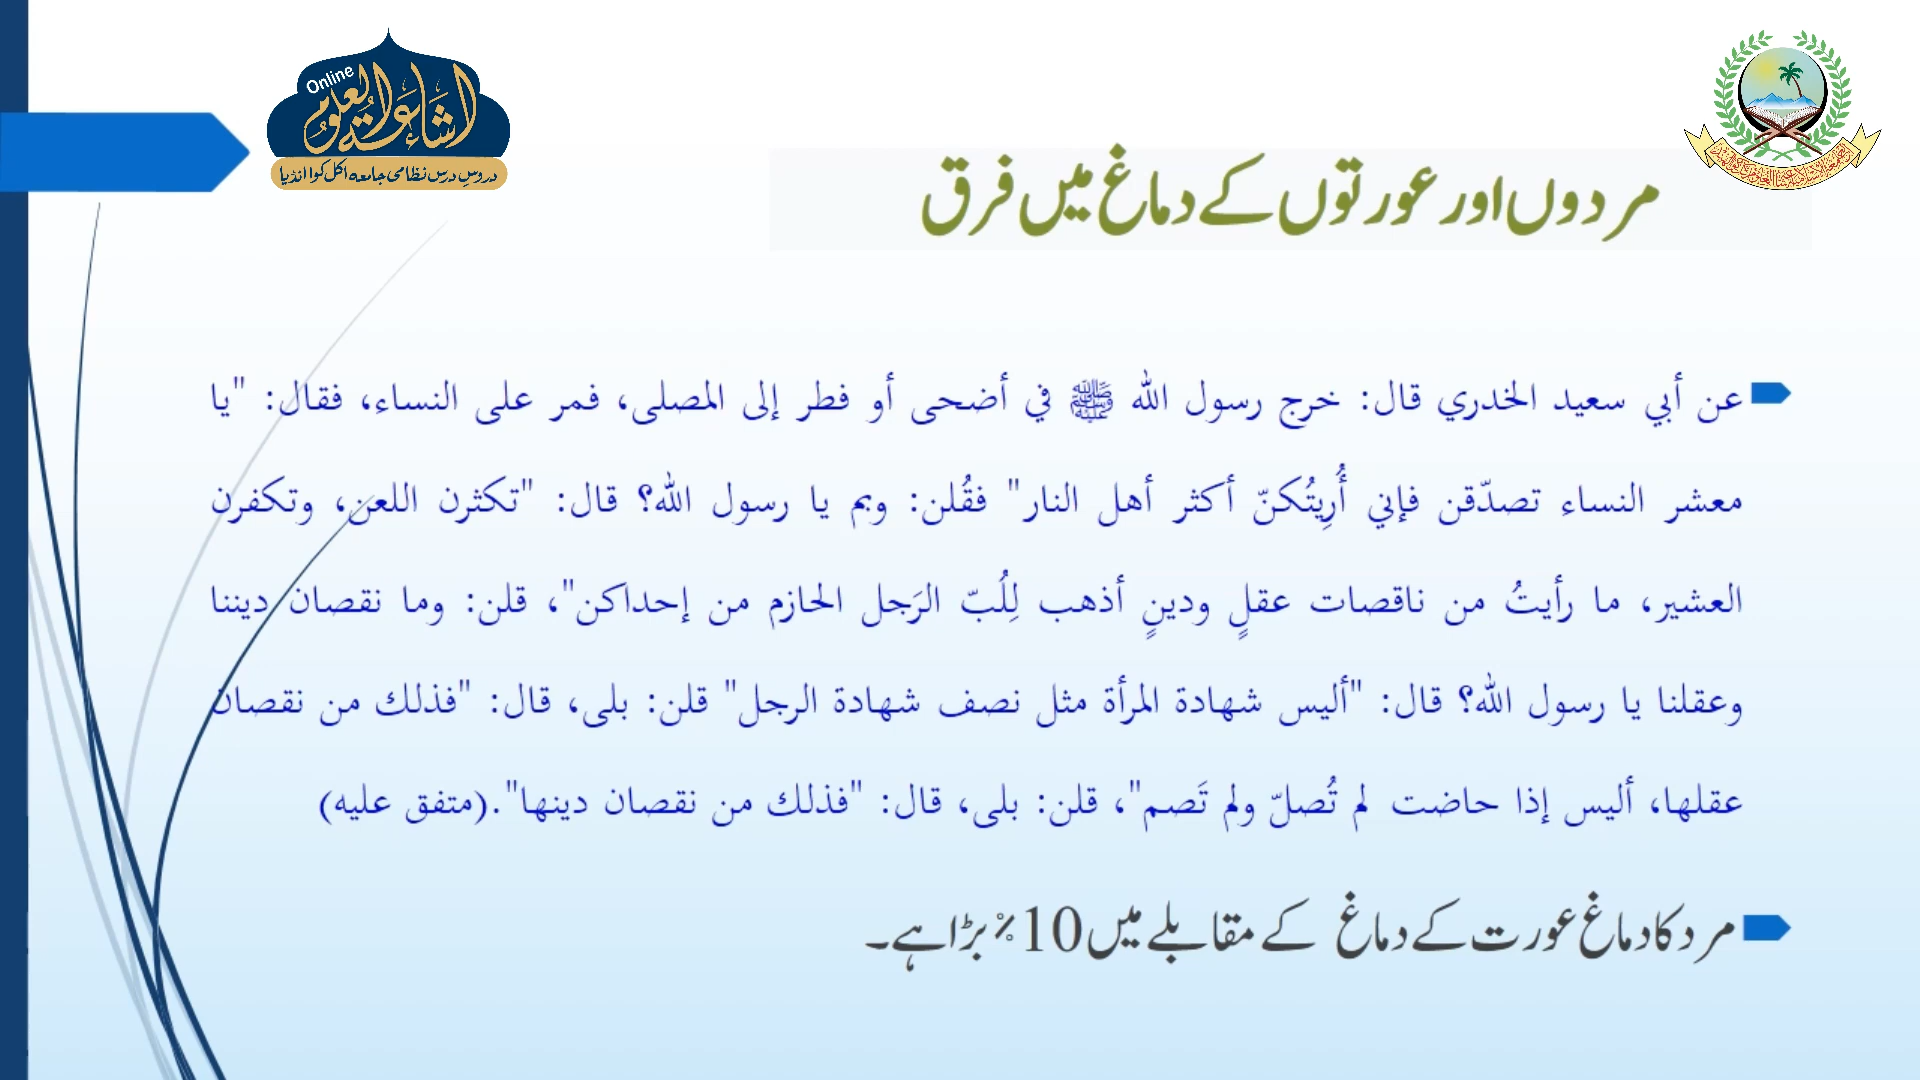 Online
اشاعۃ العلوم
دروسِ درس نظامی جامعہ اکل کوا انڈیا
مردوں اور عورتوں کے دماغ میں فرق
عن أبي سعيد الخدري قال: خرج رسول الله ﷺ في أضحى أو فطر إلى المصلى، فمر على النساء، فقال: "يا
معشر النساء تصدّقن فإني أُرِيتُكنّ أكثر أهل النار" فقُلن: وبم يا رسول الله؟ قال: "تكثرن اللعن، وتكفرن
العشير، ما رأيتُ من ناقصات عقلٍ ودينٍ أذهب لِلُبّ الرَجل الحازم من إحداكن"، قلن: وما نقصان ديننا
وعقلنا يا رسول الله؟ قال: "أليس شهادة المرأة مثل نصف شهادة الرجل" قلن: بلى، قال: "فذلك من نقصان
عقلها، أليس إذا حاضت لم تُصلّ ولم تَصم"، قلن: بلى، قال: "فذلك من نقصان دينها".(متفق عليه)
مرد کا دماغ عورت کے دماغ کے مقابلے میں 10٪ بڑا ہے۔